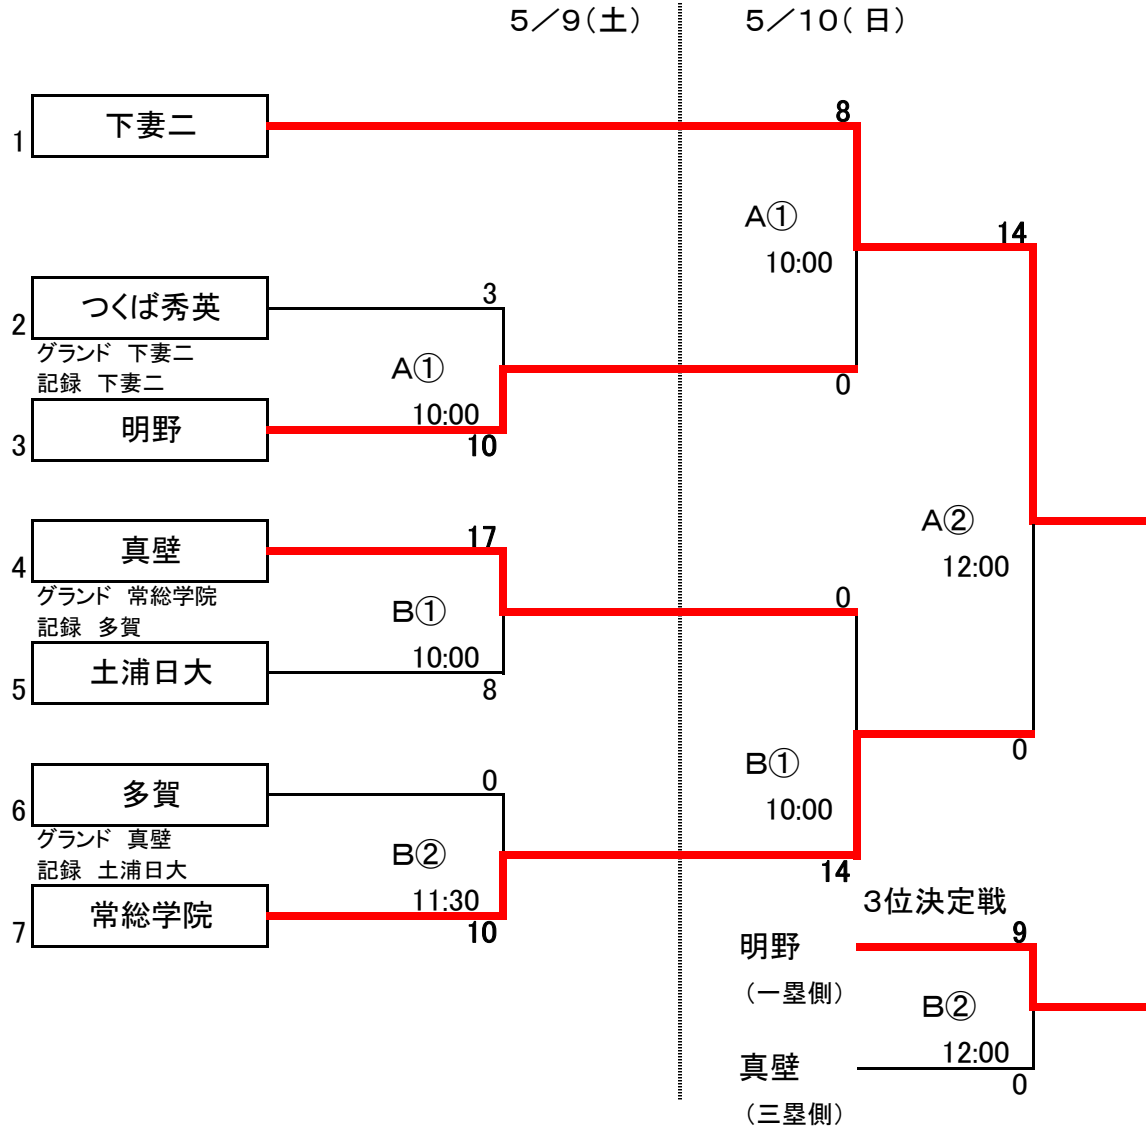 5／9(土)
5／10( 日)
1
下妻二
8
A①
10:00
14
2
つくば秀英
3
グランド 下妻二
記録 下妻二
A①
10:00
0
3
明野
10
4
真壁
17
A②
12:00
グランド 常総学院
記録 多賀
B①
10:00
0
5
土浦日大
8
6
多賀
0
B①
10:00
0
グランド 真壁
記録 土浦日大
B②
11:30
14
7
常総学院
10
3位決定戦
明野
9
(一塁側)
B②
12:00
真壁
0
(三塁側)